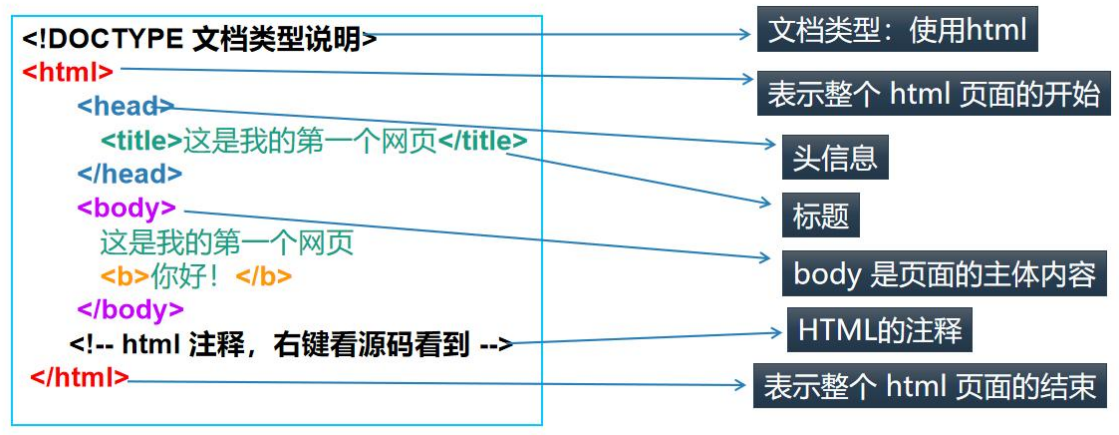 <!DOCTYPE 文档类型说明>
文档类型：使用html
<html>
表示整个 html 页面的开始
<head>
<title>这是我的第一个网页</title>
头信息
</head>
标题
<body>
这是我的第一个网页
<b>你好！</b>
body 是页面的主体内容
</body>
<!-- html 注释，右键看源码看到 -->
HTML的注释
</html>
表示整个 html 页面的结束